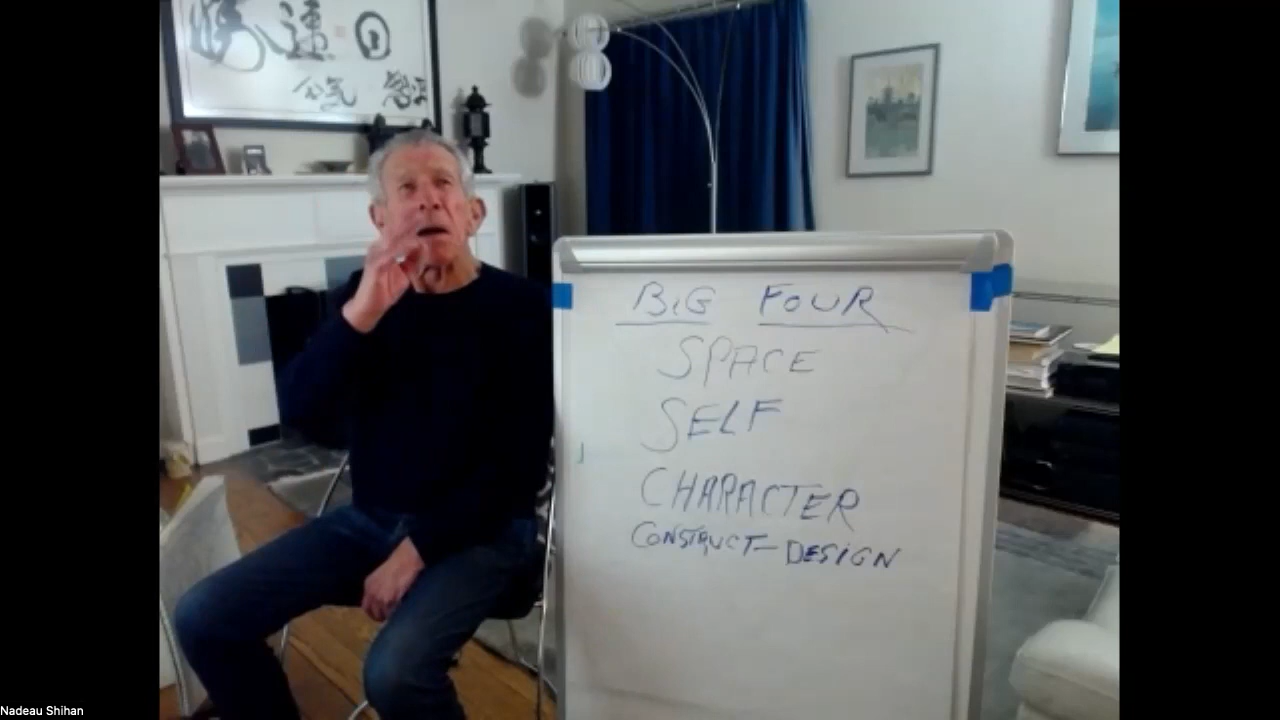 BIG FOUR
SPACE
SELF
CHARACTER
CONSTRUCT-DESIGN
Nadeau Shihan